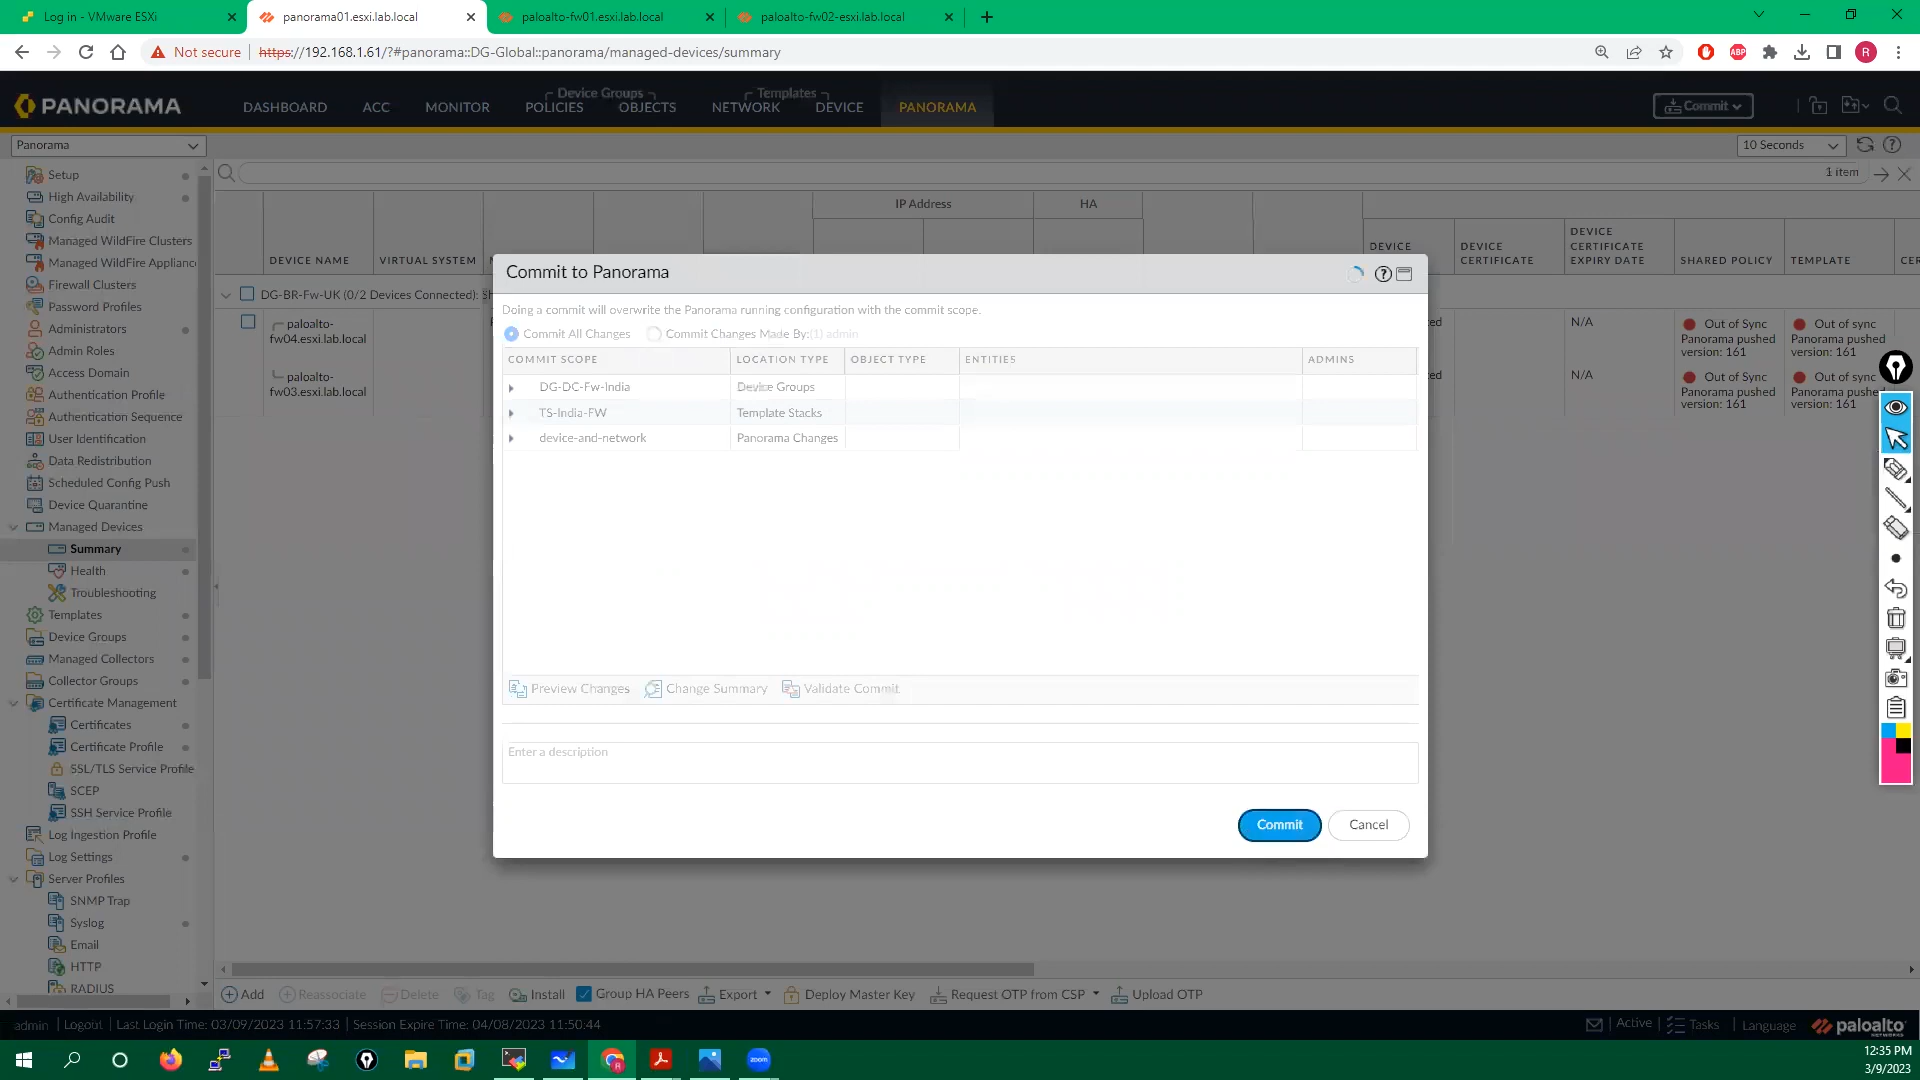 Log in - VMware ESXi
panorama01.esxi.lab.local
paloalto-fw01.esxi.lab.local
paloalto-fw02-esxi.lab.local
Not secure
https://192.168.1.61/?#panorama::DG-Global::panorama/managed-devices/summary
ABP
R
PANORAMA
DASHBOARD
ACC
MONITOR
Device Groups
POLICIES
OBJECTS
Templates
NETWORK
DEVICE
PANORAMA
Commit
Panorama
10 Seconds
Setup
High Availability
Config Audit
Managed WildFire Clusters
Managed WildFire Applianc
Firewall Clusters
Password Profiles
Administrators
Admin Roles
Access Domain
Authentication Profile
Authentication Sequence
User Identification
Data Redistribution
Scheduled Config Push
Device Quarantine
Managed Devices
Summary
Health
Troubleshooting
Templates
Device Groups
Managed Collectors
Collector Groups
Certificate Management
Certificates
Certificate Profile
SSL/TLS Service Profile
SCEP
SSH Service Profile
Log Ingestion Profile
Log Settings
Server Profiles
SNMP Trap
Syslog
Email
HTTP
RADIUS
1 item
IP Address
HA
DEVICE NAME
VIRTUAL SYSTEM
DEVICE
DEVICE CERTIFICATE
DEVICE CERTIFICATE EXPIRY DATE
SHARED POLICY
TEMPLATE
CER
DG-BR-Fw-UK (0/2 Devices Connected): Sh
paloalto-
fw04.esxi.lab.local
ted
N/A
Out of Sync
Panorama pushed
version: 161
Out of sync
Panorama pushed
version: 161
paloalto-
fw03.esxi.lab.local
ted
N/A
Out of Sync
Panorama pushed
version: 161
Out of sync
Panorama pushed
version: 161
Commit to Panorama
Doing a commit will overwrite the Panorama running configuration with the commit scope.
Commit All Changes
Commit Changes Made By:(1) admin
COMMIT SCOPE
LOCATION TYPE
OBJECT TYPE
ENTITIES
ADMINS
DG-DC-Fw-India
Device Groups
TS-India-FW
Template Stacks
device-and-network
Panorama Changes
Preview Changes
Change Summary
Validate Commit
Enter a description
Commit
Cancel
Add
Reassociate
Delete
Tag
Install
Group HA Peers
Export
Deploy Master Key
Request OTP from CSP
Upload OTP
admin | Logout | Last Login Time: 03/09/2023 11:57:33 | Session Expire Time: 04/08/2023 11:50:44
Active
Tasks
Language
paloalto
NETWORKS
zoom
12:35 PM
3/9/2023